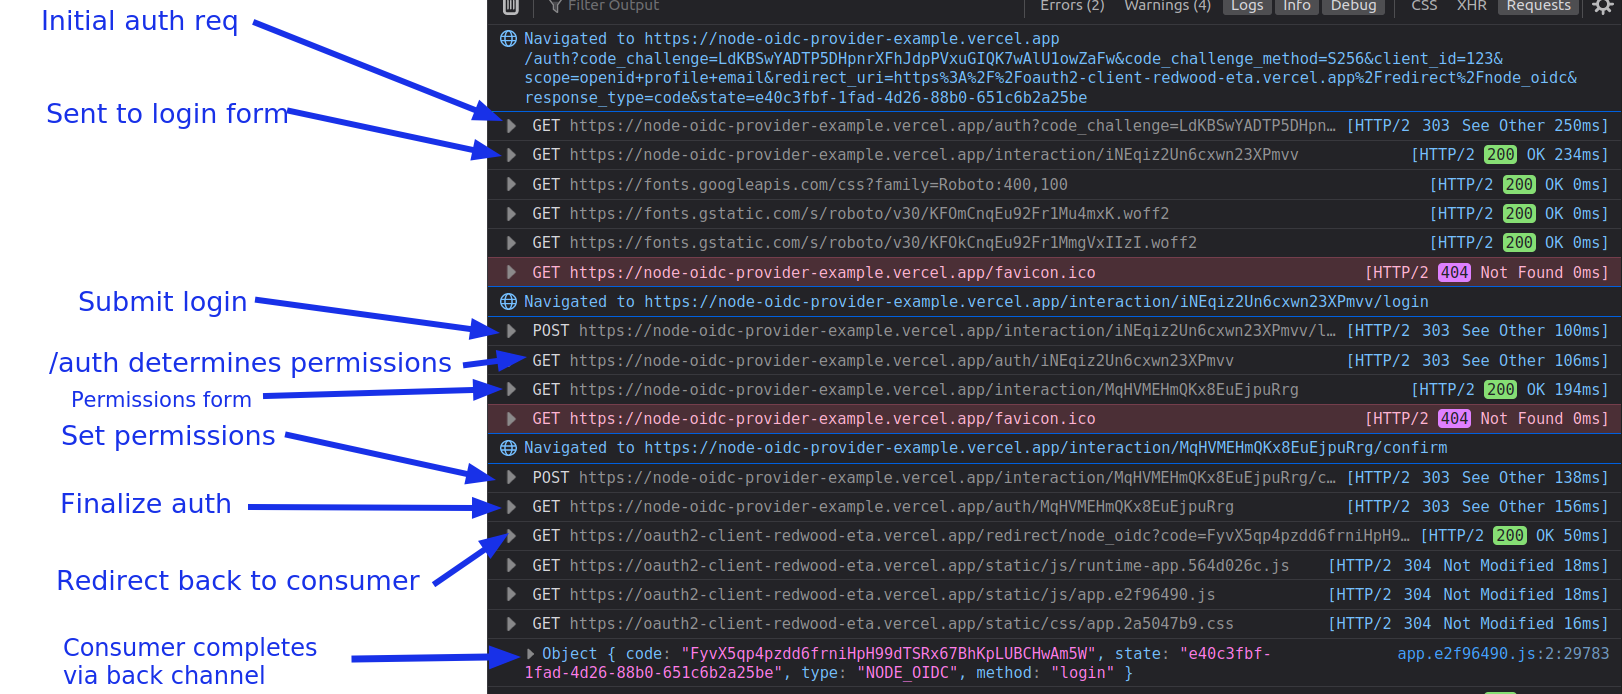 Filter Output
Errors (2) Warnings (4) Logs Info Debug CSS XHR Requests
Initial auth req
Navigated to https://node-oidc-provider-example.vercel.app
/auth?code_challenge=LdKBSwYADTP5DHpnrXFhJdpPVxuGIQK7wAlU1owZaFw&code_challenge_method=S256&client_id=123&
scope=openid+profile+email&redirect_uri=https%3A%2F%2Foauth2-client-redwood-eta.vercel.app%2Fredirect%2Fnode_oidc&
response_type=code&state=e40c3fbf-1fad-4d26-88b0-651c6b2a25be
Sent to login form
GET https://node-oidc-provider-example.vercel.app/auth?code_challenge=LdKBSwYADTP5DHpn… [HTTP/2 303 See Other 250ms]
GET https://node-oidc-provider-example.vercel.app/interaction/iNEqiz2Un6cxwn23XPmvv [HTTP/2 200 OK 234ms]
GET https://fonts.googleapis.com/css?family=Roboto:400,100 [HTTP/2 200 OK 0ms]
GET https://fonts.gstatic.com/s/roboto/v30/KFOmCnqEu92Fr1Mu4mxK.woff2 [HTTP/2 200 OK 0ms]
GET https://fonts.gstatic.com/s/roboto/v30/KFOkCnqEu92Fr1MmgVxIIzI.woff2 [HTTP/2 200 OK 0ms]
GET https://node-oidc-provider-example.vercel.app/favicon.ico [HTTP/2 404 Not Found 0ms]
Submit login
Navigated to https://node-oidc-provider-example.vercel.app/interaction/iNEqiz2Un6cxwn23XPmvv/login
POST https://node-oidc-provider-example.vercel.app/interaction/iNEqiz2Un6cxwn23XPmvv/l… [HTTP/2 303 See Other 100ms]
/auth determines permissions
GET https://node-oidc-provider-example.vercel.app/auth/iNEqiz2Un6cxwn23XPmvv [HTTP/2 303 See Other 106ms]
Permissions form
GET https://node-oidc-provider-example.vercel.app/interaction/MqHVMEHmQKx8EuEjpuRrg [HTTP/2 200 OK 194ms]
GET https://node-oidc-provider-example.vercel.app/favicon.ico [HTTP/2 404 Not Found 0ms]
Set permissions
Navigated to https://node-oidc-provider-example.vercel.app/interaction/MqHVMEHmQKx8EuEjpuRrg/confirm
POST https://node-oidc-provider-example.vercel.app/interaction/MqHVMEHmQKx8EuEjpuRrg/c… [HTTP/2 303 See Other 138ms]
Finalize auth
GET https://node-oidc-provider-example.vercel.app/auth/MqHVMEHmQKx8EuEjpuRrg [HTTP/2 303 See Other 156ms]
GET https://oauth2-client-redwood-eta.vercel.app/redirect/node_oidc?code=FyvX5qp4pzdd6frniHpH9… [HTTP/2 200 OK 50ms]
Redirect back to consumer
GET https://oauth2-client-redwood-eta.vercel.app/static/js/runtime-app.564d026c.js [HTTP/2 304 Not Modified 18ms]
GET https://oauth2-client-redwood-eta.vercel.app/static/js/app.e2f96490.js [HTTP/2 304 Not Modified 18ms]
GET https://oauth2-client-redwood-eta.vercel.app/static/css/app.2a5047b9.css [HTTP/2 304 Not Modified 16ms]
Consumer completes
via back channel
Object { code: "FyvX5qp4pzdd6frniHpH99dTSRx67BhKpLUBCHwAm5W", state: "e40c3fbf- app.e2f96490.js:2:29783
1fad-4d26-88b0-651c6b2a25be", type: "NODE_OIDC", method: "login" }